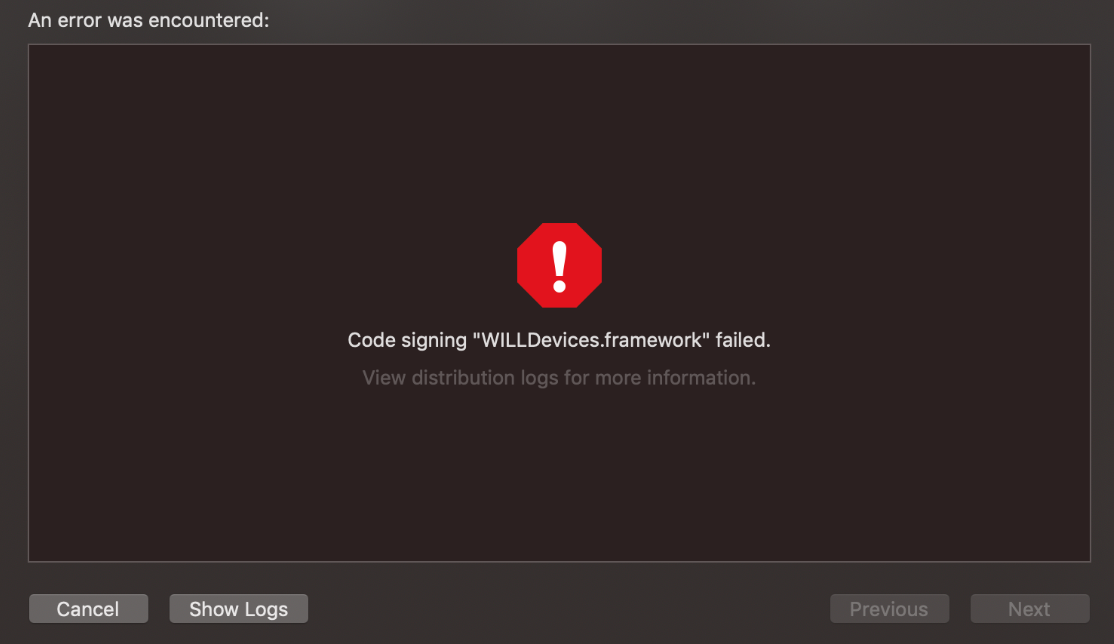 An error was encountered:
Code signing "WILLDevices.framework" failed.
View distribution logs for more information.
Cancel
Show Logs
Previous
Next